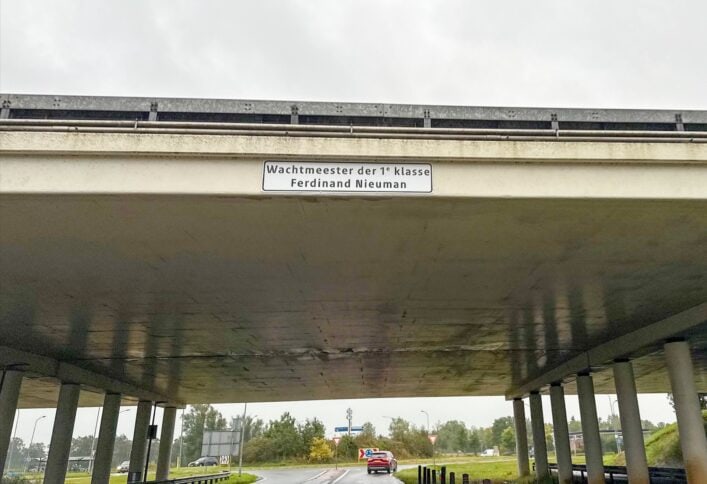 Wachtmeester der 1e klasse
Ferdinand Nieuman